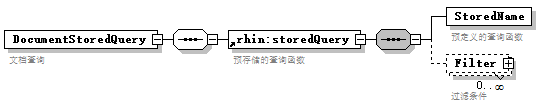 StoredName
预定义的查询函数
DocumentStoredQuery
文档查询
rhin:storedQuery
预存储的查询函数
Filter
0..∞
过滤条件